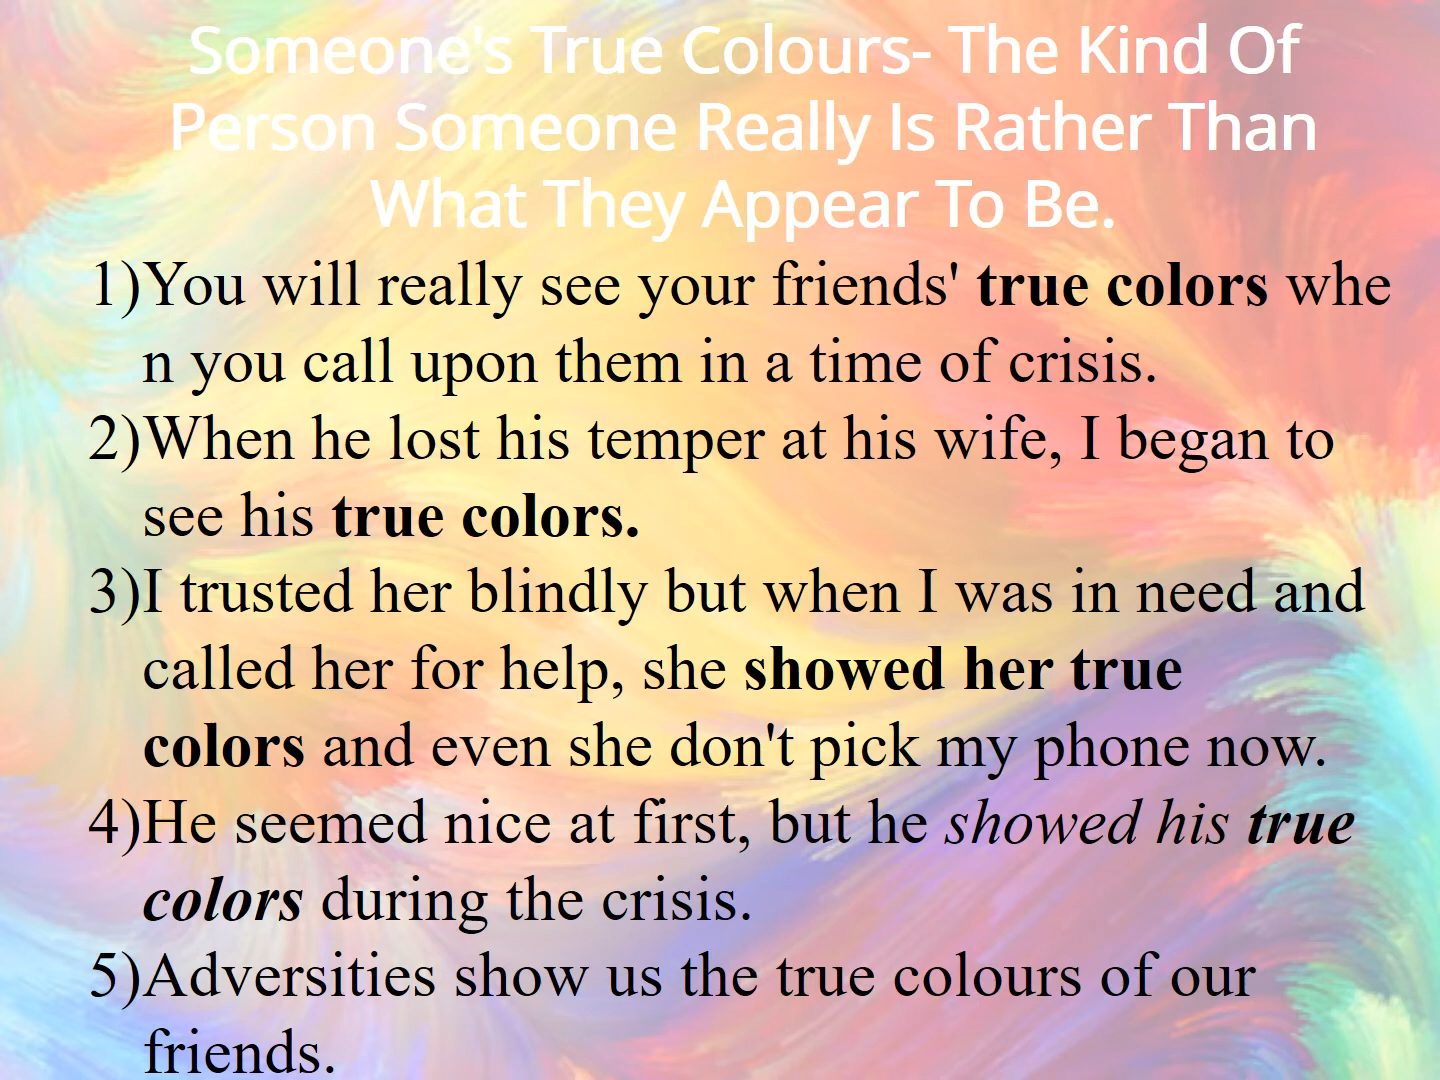 Someone's True Colours- The Kind Of
Person Someone Really Is Rather Than
What They Appear To Be.
1)You will really see your friends' true colors whe
n you call upon them in a time of crisis.
2)When he lost his temper at his wife, I began to
see his true colors.
3)I trusted her blindly but when I was in need and
called her for help, she showed her true
colors and even she don't pick my phone now.
4)He seemed nice at first, but he showed his true
colors during the crisis.
5)Adversities show us the true colours of our
friends.